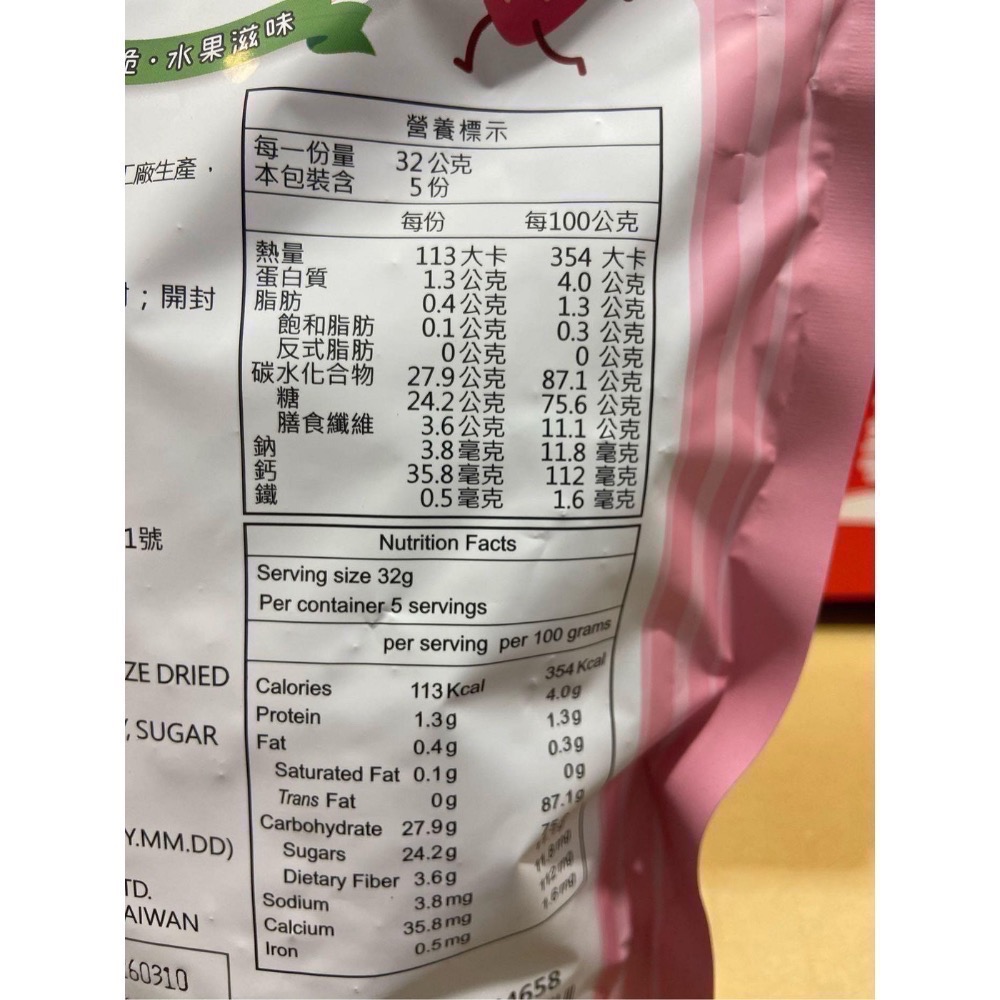 脆·水果滋味
工廠生產，
；開封
1號
ZE DRIED
, SUGAR
Y.MM.DD)
TD.
AIWAN
60310
營養標示
每一份量 32公克
本包裝含 5份
每份 每100公克
熱量 113大卡 354 大卡
蛋白質 1.3公克 4.0 公克
脂肪 0.4公克 1.3 公克
飽和脂肪 0.1公克 0.3 公克
反式脂肪 0公克 0 公克
碳水化合物 27.9公克 87.1 公克
糖 24.2公克 75.6 公克
膳食纖維 3.6公克 11.1 公克
鈉 3.8毫克 11.8 毫克
鈣 35.8毫克 112 毫克
鐵 0.5毫克 1.6 毫克
Nutrition Facts
Serving size 32g
Per container 5 servings
per serving per 100 grams
Calories 113Kcal 354Kcal
Protein 1.3g 4.0g
Fat 0.4g 1.3g
Saturated Fat 0.1g 0.3g
Trans Fat 0g 0g
Carbohydrate 27.9g 87.1g
Sugars 24.2g
Dietary Fiber 3.6g
Sodium 3.8mg 11.8mg
Calcium 35.8mg 112mg
Iron 0.5mg 1.6mg
4658